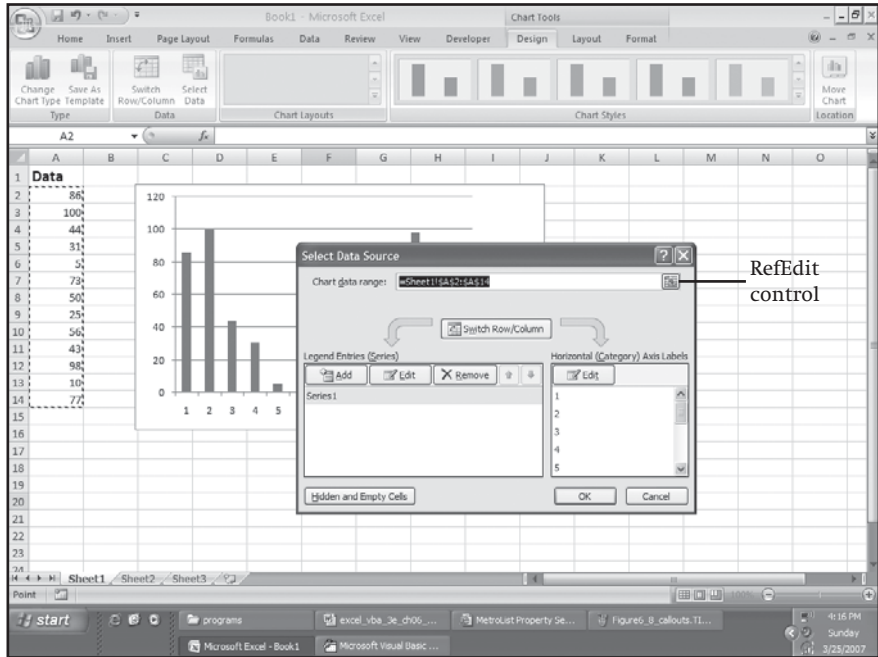 Book1 - Microsoft Excel
Chart Tools
Home Insert Page Layout Formulas Data Review View Developer Design Layout Format
Change Chart Type
Save As Template
Switch Row/Column
Select Data
Move Chart
Type Data Chart Layouts Chart Styles Location
A2 fx
A B C D E F G H I J K L M N O
1 Data
2 86
3 100
4 44
5 31
6 5
7 73
8 50
9 25
10 56
11 43
12 98
13 10
14 77
15
16
17
18
19
20
21
22
23
24
120
100
80
60
40
20
0
1 2 3 4 5
Select Data Source
Chart data range: =Sheet1!$A$2:$A$14
Switch Row/Column
Legend Entries (Series)
Add Edit Remove
Series1
Horizontal (Category) Axis Labels
Edit
1
2
3
4
5
Hidden and Empty Cells
OK Cancel
RefEdit
control
Sheet1 Sheet2 Sheet3
Point 100%
start
programs
excel_vba_3e_ch06_...
MetroList Property Se...
Figure6_8_callouts.TI...
Microsoft Excel - Book1
Microsoft Visual Basic ...
4:16 PM
Sunday
3/25/2007